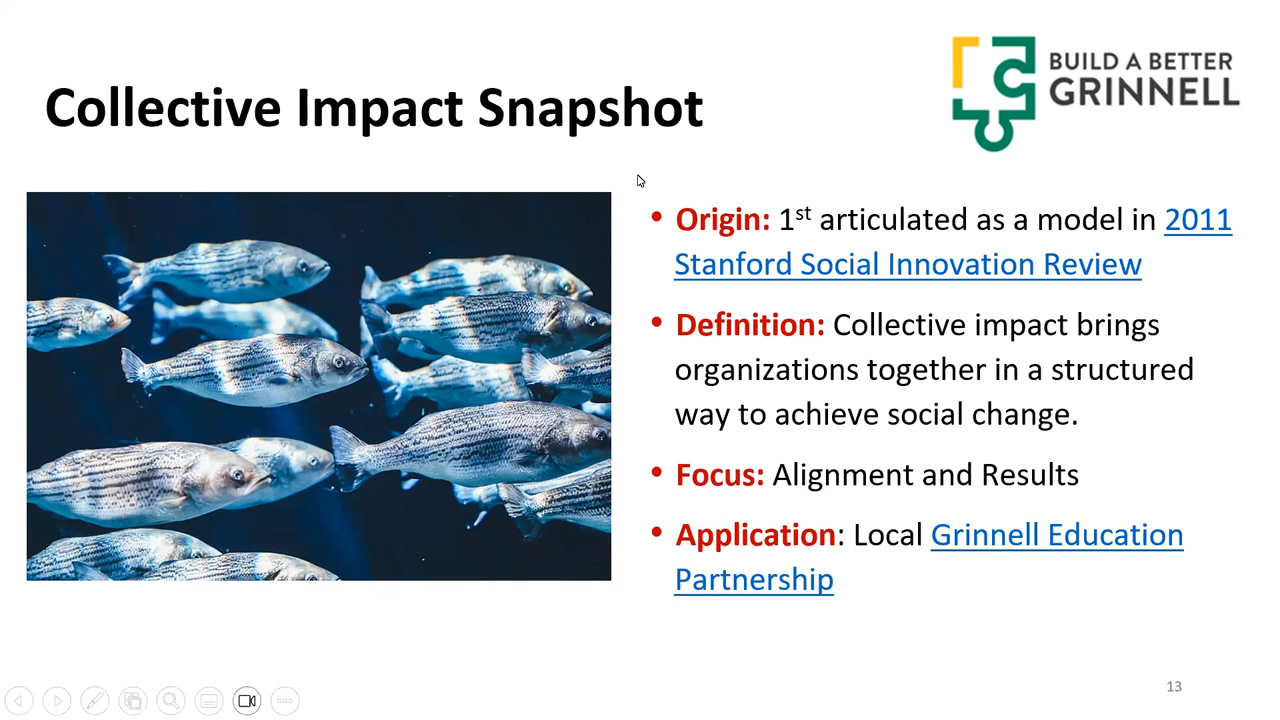 BUILD A BETTER
GRINNELL
Collective Impact Snapshot
• Origin: 1st articulated as a model in 2011
Stanford Social Innovation Review
• Definition: Collective impact brings
organizations together in a structured
way to achieve social change.
• Focus: Alignment and Results
• Application: Local Grinnell Education
Partnership
13